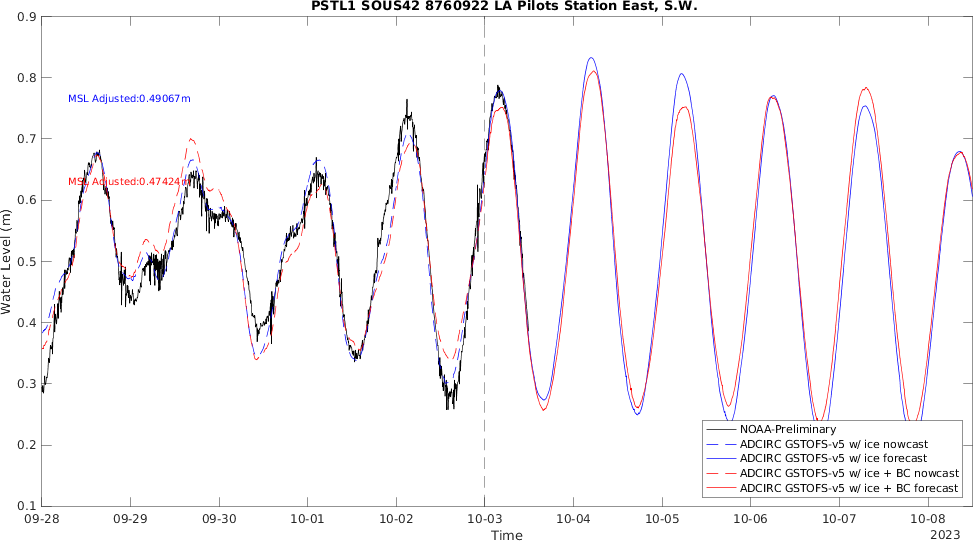 PSTL1 SOUS42 8760922 LA Pilots Station East, S.W.
0.9
0.8
0.7
0.6
0.5
0.4
0.3
0.2
0.1
Water Level (m)
MSL Adjusted:0.49067m
MSL Adjusted:0.47424m
NOAA-Preliminary
ADCIRC GSTOFS-v5 w/ ice nowcast
ADCIRC GSTOFS-v5 w/ ice forecast
ADCIRC GSTOFS-v5 w/ ice + BC nowcast
ADCIRC GSTOFS-v5 w/ ice + BC forecast
09-28 09-29 09-30 10-01 10-02 10-03 10-04 10-05 10-06 10-07 10-08
2023
Time